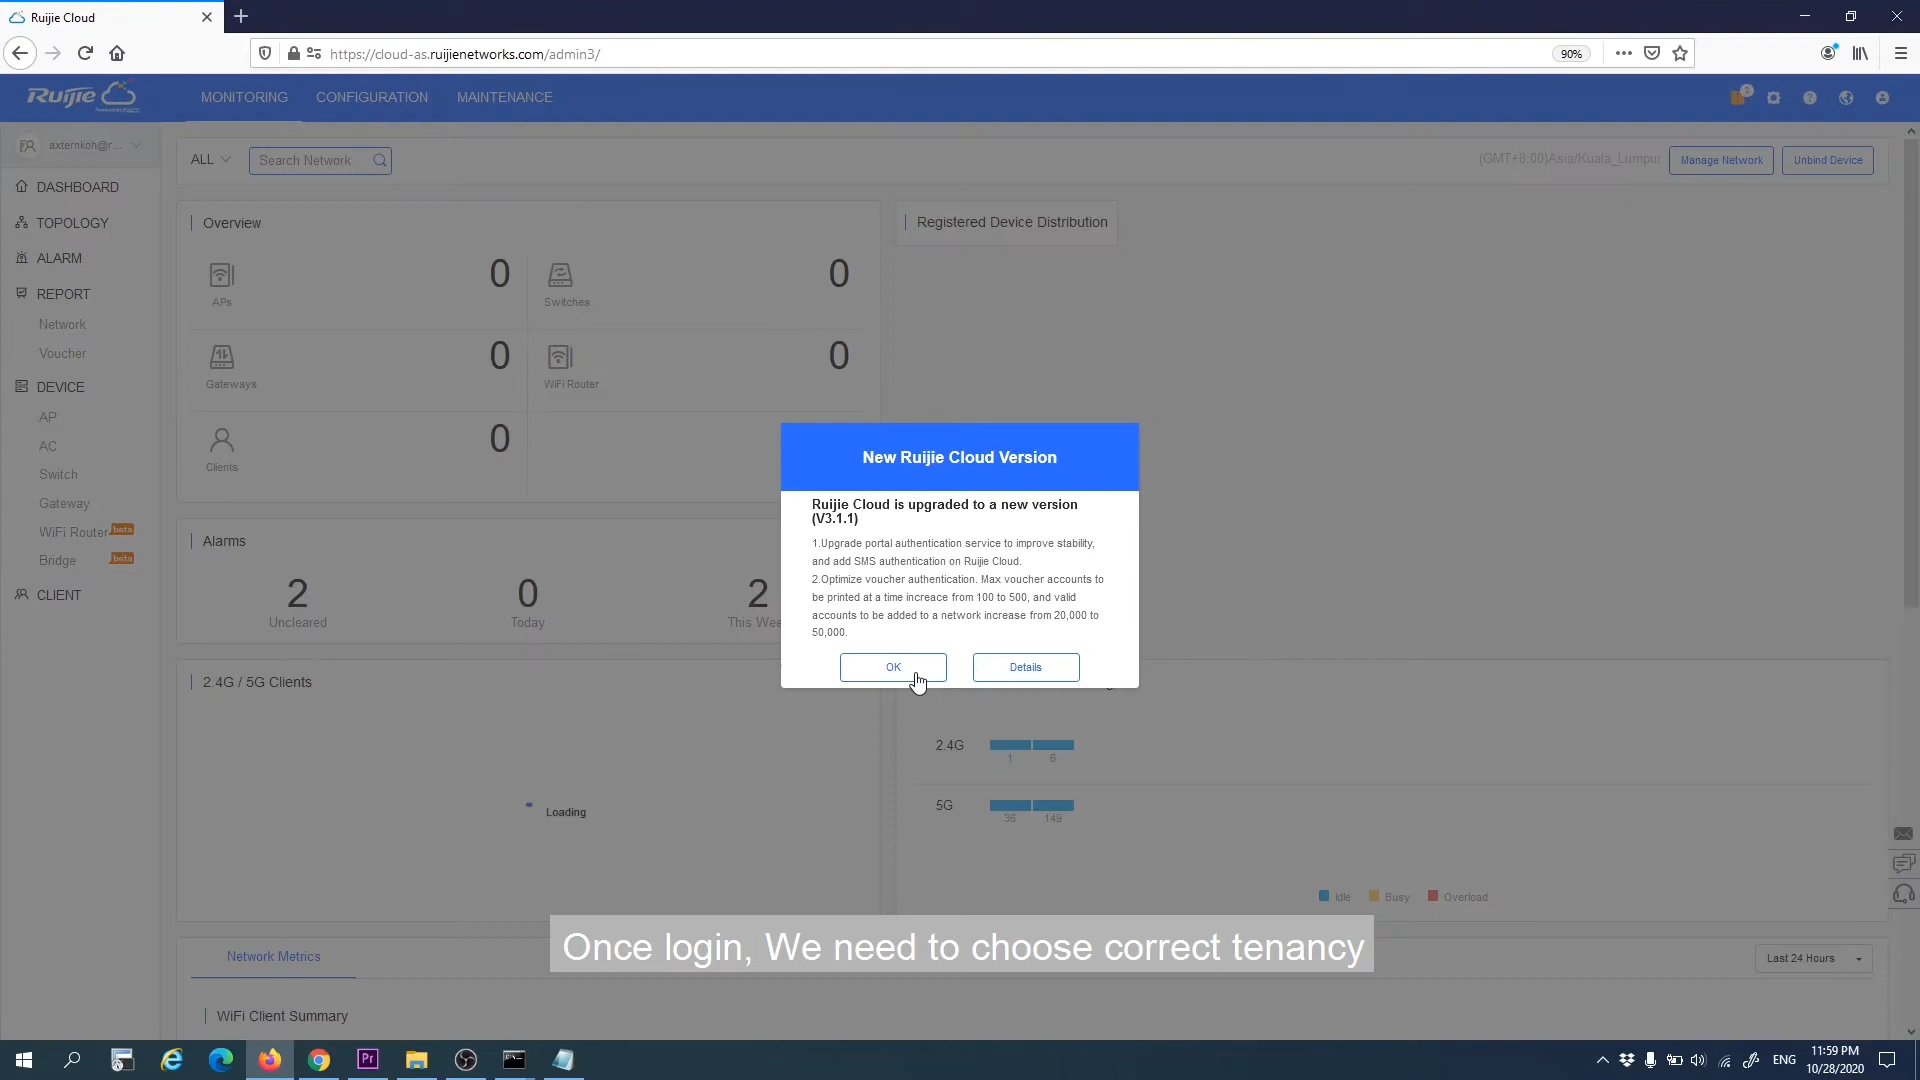 Ruijie Cloud
https://cloud-as.ruijienetworks.com/admin3/
90%
Ruijie
MONITORING
CONFIGURATION
MAINTENANCE
2
axternkoh@r...
ALL
Search Network
(GMT+8:00)Asia/Kuala_Lumpur
Manage Network
Unbind Device
DASHBOARD
TOPOLOGY
ALARM
REPORT
Network
Voucher
DEVICE
AP
AC
Switch
Gateway
WiFi Router beta
Bridge beta
CLIENT
Overview
0
APs
0
Switches
0
Gateways
0
WiFi Router
0
Clients
Registered Device Distribution
Alarms
2
Uncleared
0
Today
2
This Wee
New Ruijie Cloud Version
Ruijie Cloud is upgraded to a new version
(V3.1.1)
1.Upgrade portal authentication service to improve stability,
and add SMS authentication on Ruijie Cloud.
2.Optimize voucher authentication. Max voucher accounts to
be printed at a time increace from 100 to 500, and valid
accounts to be added to a network increase from 20,000 to
50,000.
OK
Details
2.4G / 5G Clients
Loading
2.4G
1
6
5G
36
149
Idle
Busy
Overload
Once login, We need to choose correct tenancy
Network Metrics
Last 24 Hours
WiFi Client Summary
Pr
ENG
11:59 PM
10/28/2020